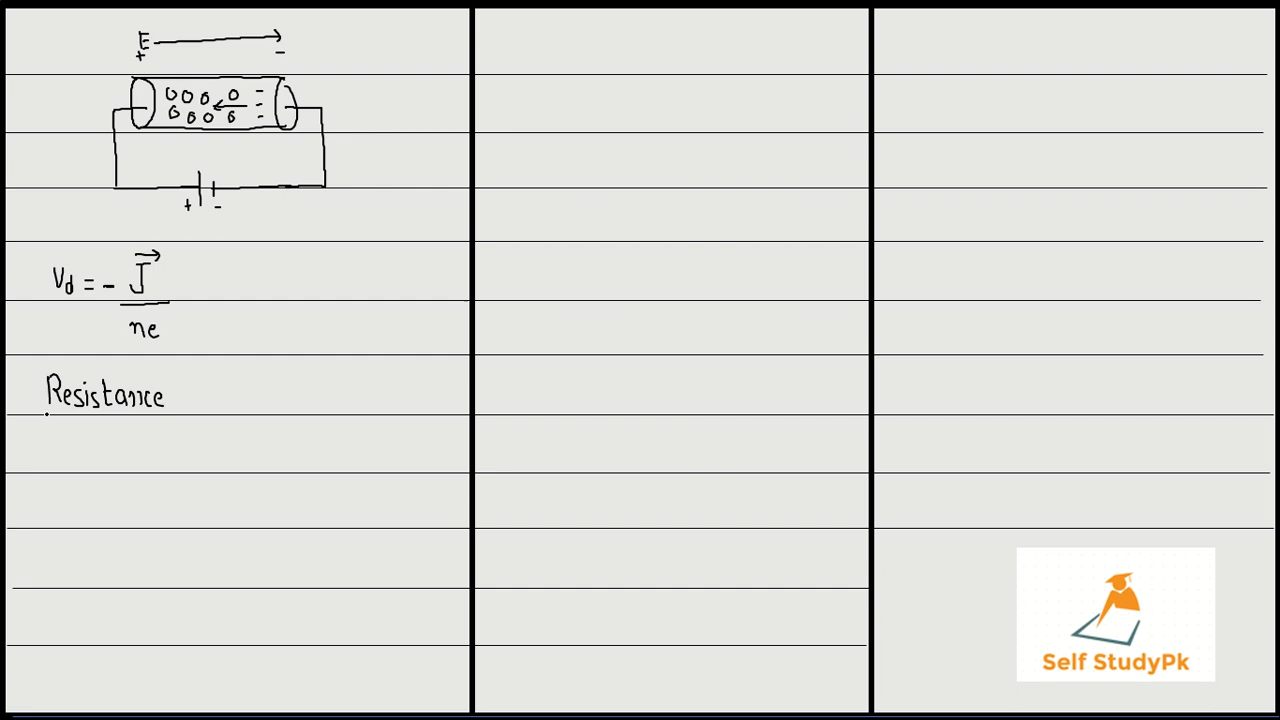 E
+ -
+ -
Vd = - J
ne
Resistance
Self StudyPk